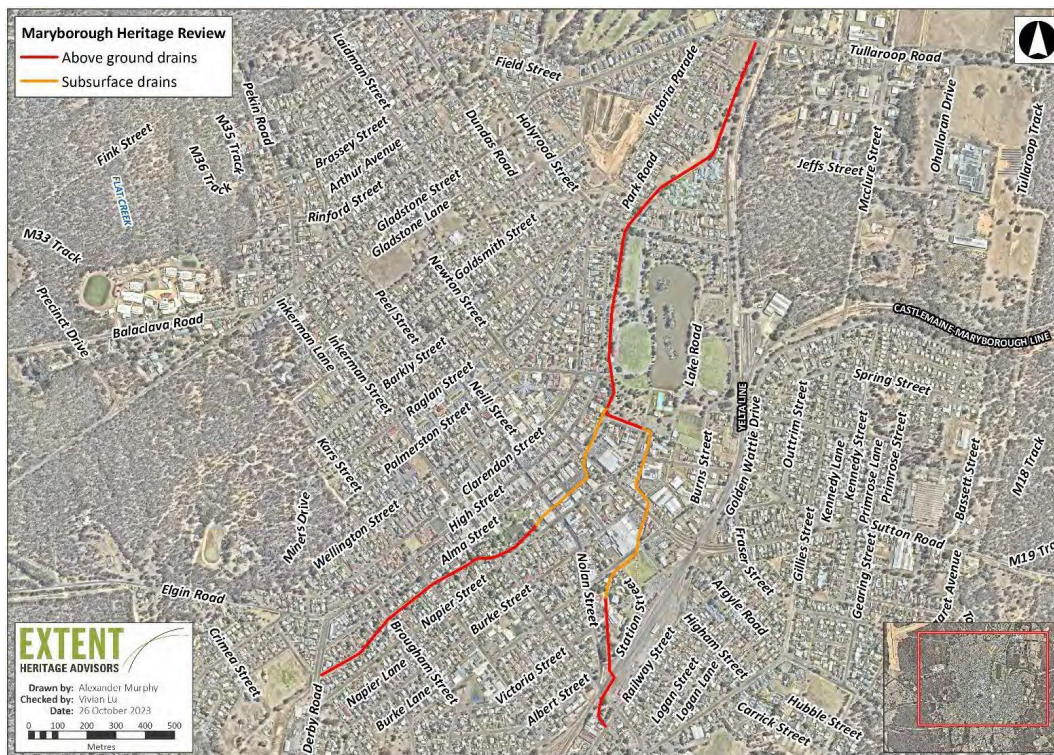 Maryborough Heritage Review
Above ground drains
Subsurface drains
Laidman Street
Field Street
Victoria Parade
Tullaroop Road
Pekin Road
Fink Street
M35 Track
M36 Track
FLAT CREEK
Brassey Street
Arthur Avenue
Rinford Street
Dundas Road
Holyrood Street
Park Road
Jeffs Street
Mcclure Street
Ohalloran Drive
Tullaroop Track
Gladstone Street
Gladstone Lane
Goldsmith Street
M33 Track
Precinct Drive
Balaclava Road
Newton Street
Peel Street
Inkerman Lane
Inkerman Street
Barkly Street
Raglan Street
Neill Street
Palmerston Street
Lake Road
CASTLEMAINE-MARYBOROUGH LINE
YELTA LINE
Spring Street
Golden Wattle Drive
Outtrim Street
Kennedy Lane
Kennedy Street
Primrose Lane
Primrose Street
Bassett Street
M18 Track
Kars Street
Clarendon Street
High Street
Alma Street
Wellington Street
Miners Drive
Burns Street
Sutton Road
M19 Tra
Elgin Road
Nolan Street
Fraser Street
Gillies Street
Gearing Street
aret Avenue
Crimea Street
Napier Street
Burke Street
Station Street
Argyle Road
Brougham Street
Napier Lane
Burke Lane
Victoria Street
Albert Street
Railway Street
Higham Street
Logan Street
Logan Lane
Carrick Street
Hubble Street
Derby Road
EXTENT
HERITAGE ADVISORS
Drawn by: Alexander Murphy
Checked by: Vivian Lu
Date: 26 October 2023
0 100 200 300 400 500
Metres